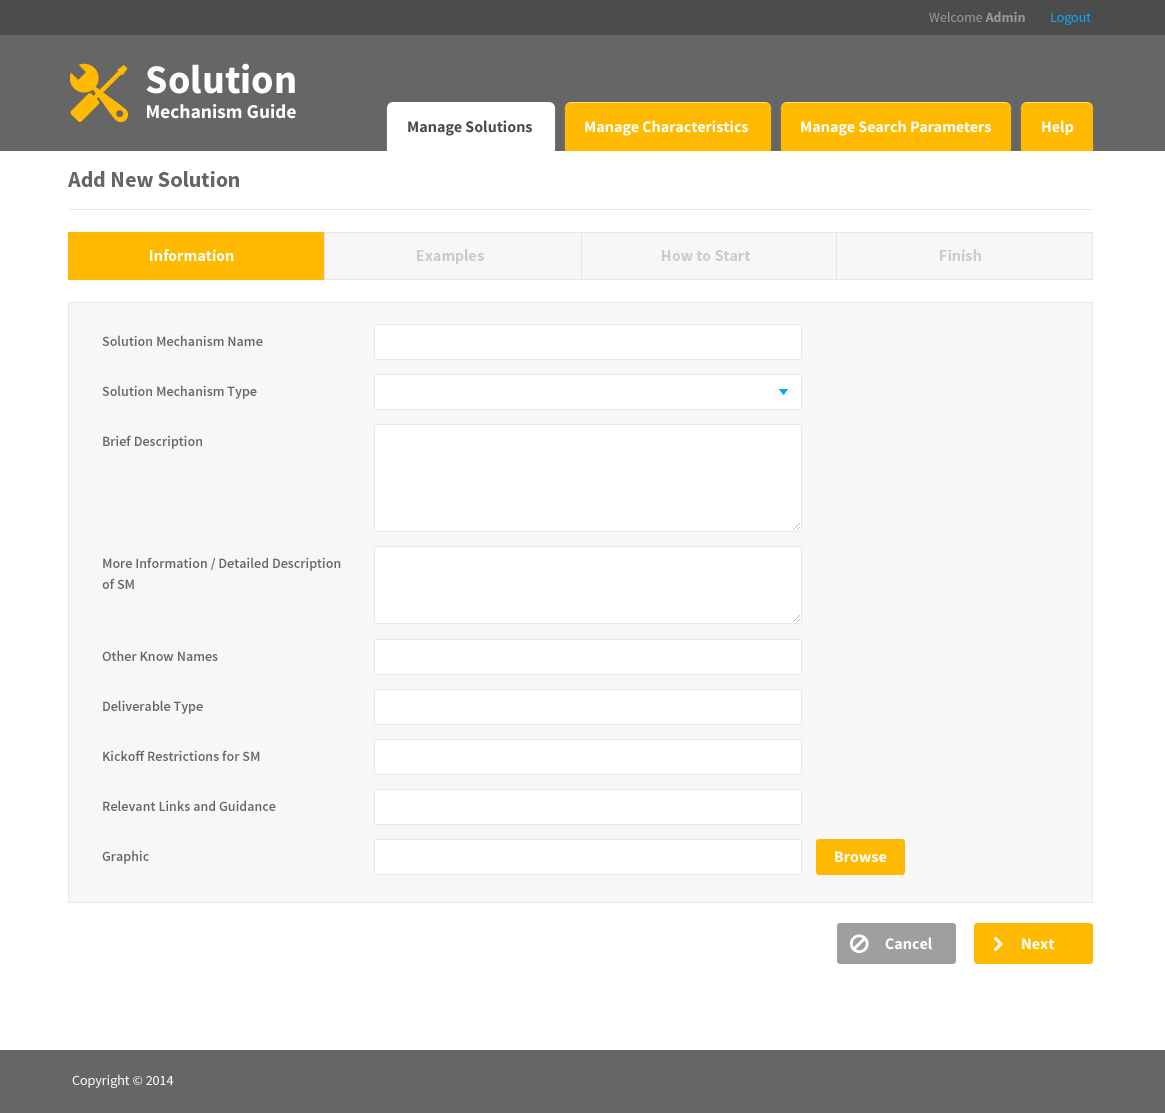 Welcome Admin Logout
Solution
Mechanism Guide
Manage Solutions Manage Characteristics Manage Search Parameters Help
Add New Solution
Information Examples How to Start Finish
Solution Mechanism Name
Solution Mechanism Type
Brief Description
More Information / Detailed Description
of SM
Other Know Names
Deliverable Type
Kickoff Restrictions for SM
Relevant Links and Guidance
Graphic Browse
Cancel Next
Copyright © 2014